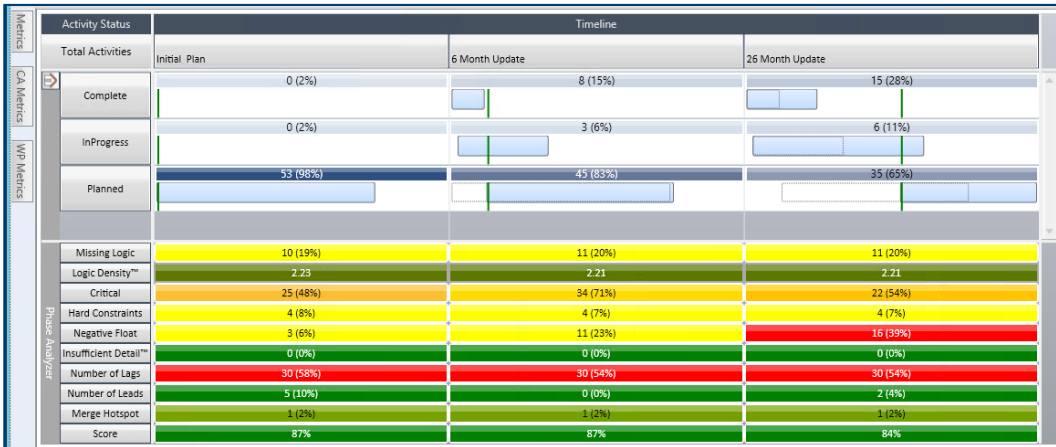 Metrics
CA Metrics
WP Metrics
Activity Status Timeline
Total Activities Initial Plan 6 Month Update 26 Month Update
Complete 0 (2%) 8 (15%) 15 (28%)
InProgress 0 (2%) 3 (6%) 6 (11%)
Planned 53 (98%) 45 (83%) 35 (65%)
Phase Analyzer
Missing Logic 10 (19%) 11 (20%) 11 (20%)
Logic Density™ 2.23 2.21 2.21
Critical 25 (48%) 34 (71%) 22 (54%)
Hard Constraints 4 (8%) 4 (7%) 4 (7%)
Negative Float 3 (6%) 11 (23%) 16 (39%)
Insufficient Detail™ 0 (0%) 0 (0%) 0 (0%)
Number of Lags 30 (58%) 30 (54%) 30 (54%)
Number of Leads 5 (10%) 0 (0%) 2 (4%)
Merge Hotspot 1 (2%) 1 (2%) 1 (2%)
Score 87% 87% 84%